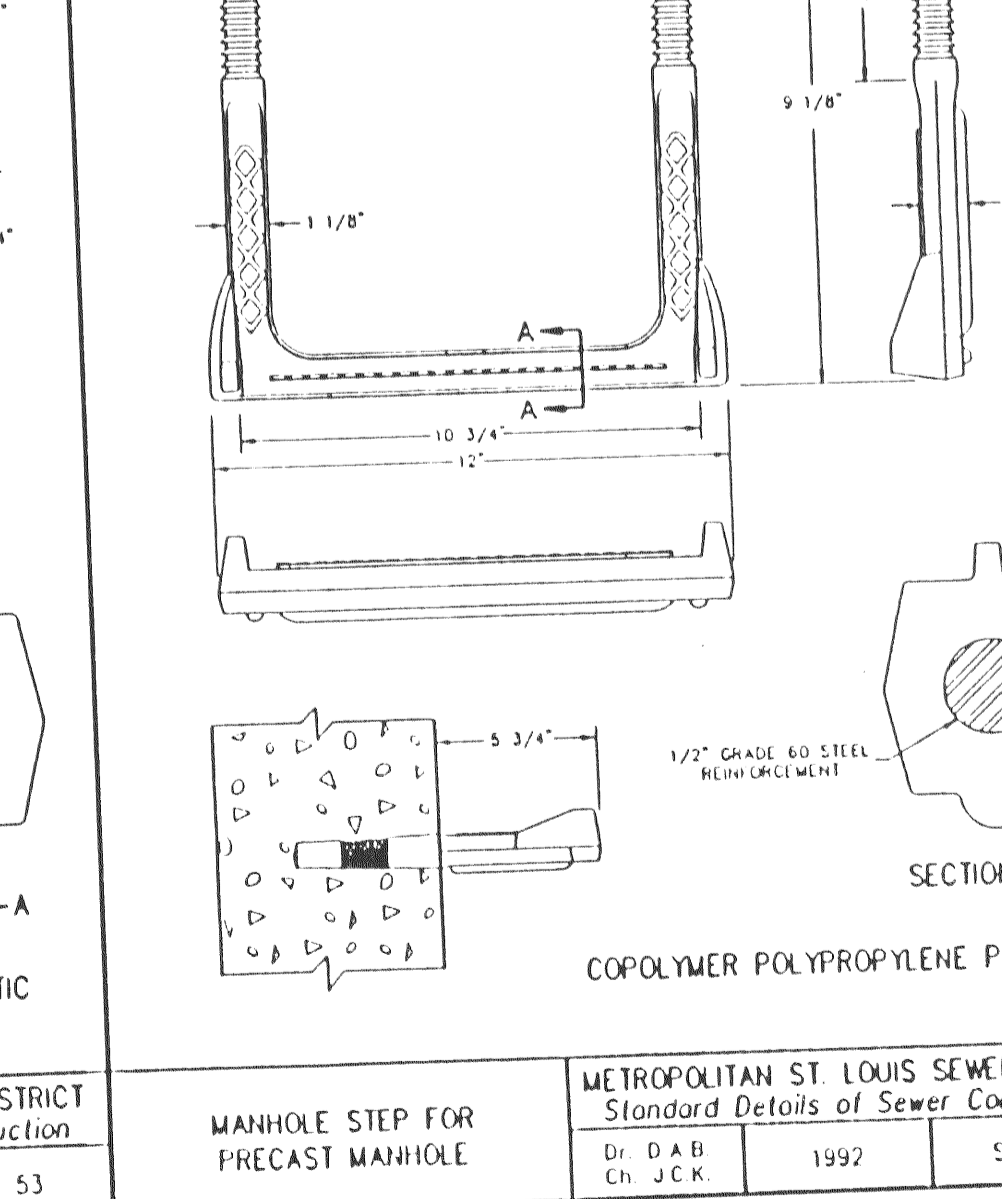 9 1/8"
1 1/8"
A
A
10 3/4"
12"
5 3/4"
1/2" GRADE 60 STEEL
REINFORCEMENT
SECTION
-A
COPOLYMER POLYPROPYLENE P
TIC
STRICT
uction
53
MANHOLE STEP FOR
PRECAST MANHOLE
METROPOLITAN ST. LOUIS SEWE
Standard Details of Sewer Co
Dr. D A B.
Ch. J.C.K.
1992
S